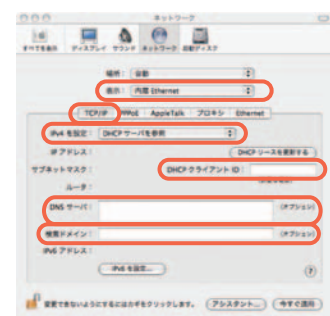 ネットワーク
すべてを表示 ディスプレイ サウンド ネットワーク 起動ディスク
場所： 自動
表示： 内蔵 Ethernet
TCP/IP PPPoE AppleTalk プロキシ Ethernet
IPv4 を設定： DHCP サーバを参照
IP アドレス： DHCP リースを更新する
サブネットマスク： DHCP クライアント ID：
ルータ：
DNS サーバ： (オプション)
検索ドメイン： (オプション)
IPv6 アドレス：
IPv6 を設定...
?
変更できないようにするにはカギをクリックします。 アシスタント... 今すぐ適用